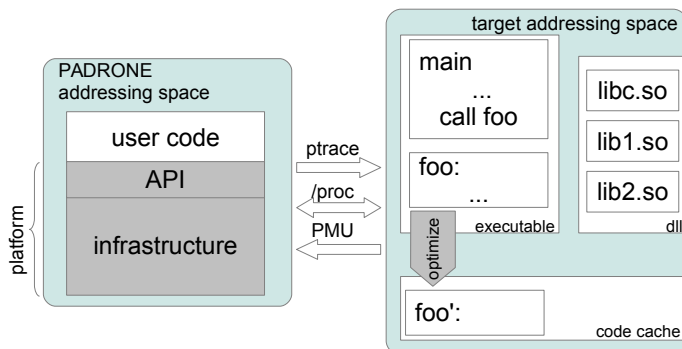 PADRONE
addressing space
user code
API
infrastructure
platform
ptrace
/proc
PMU
target addressing space
main
...
call foo
foo:
...
executable
libc.so
lib1.so
lib2.so
dll
optimize
foo':
code cache